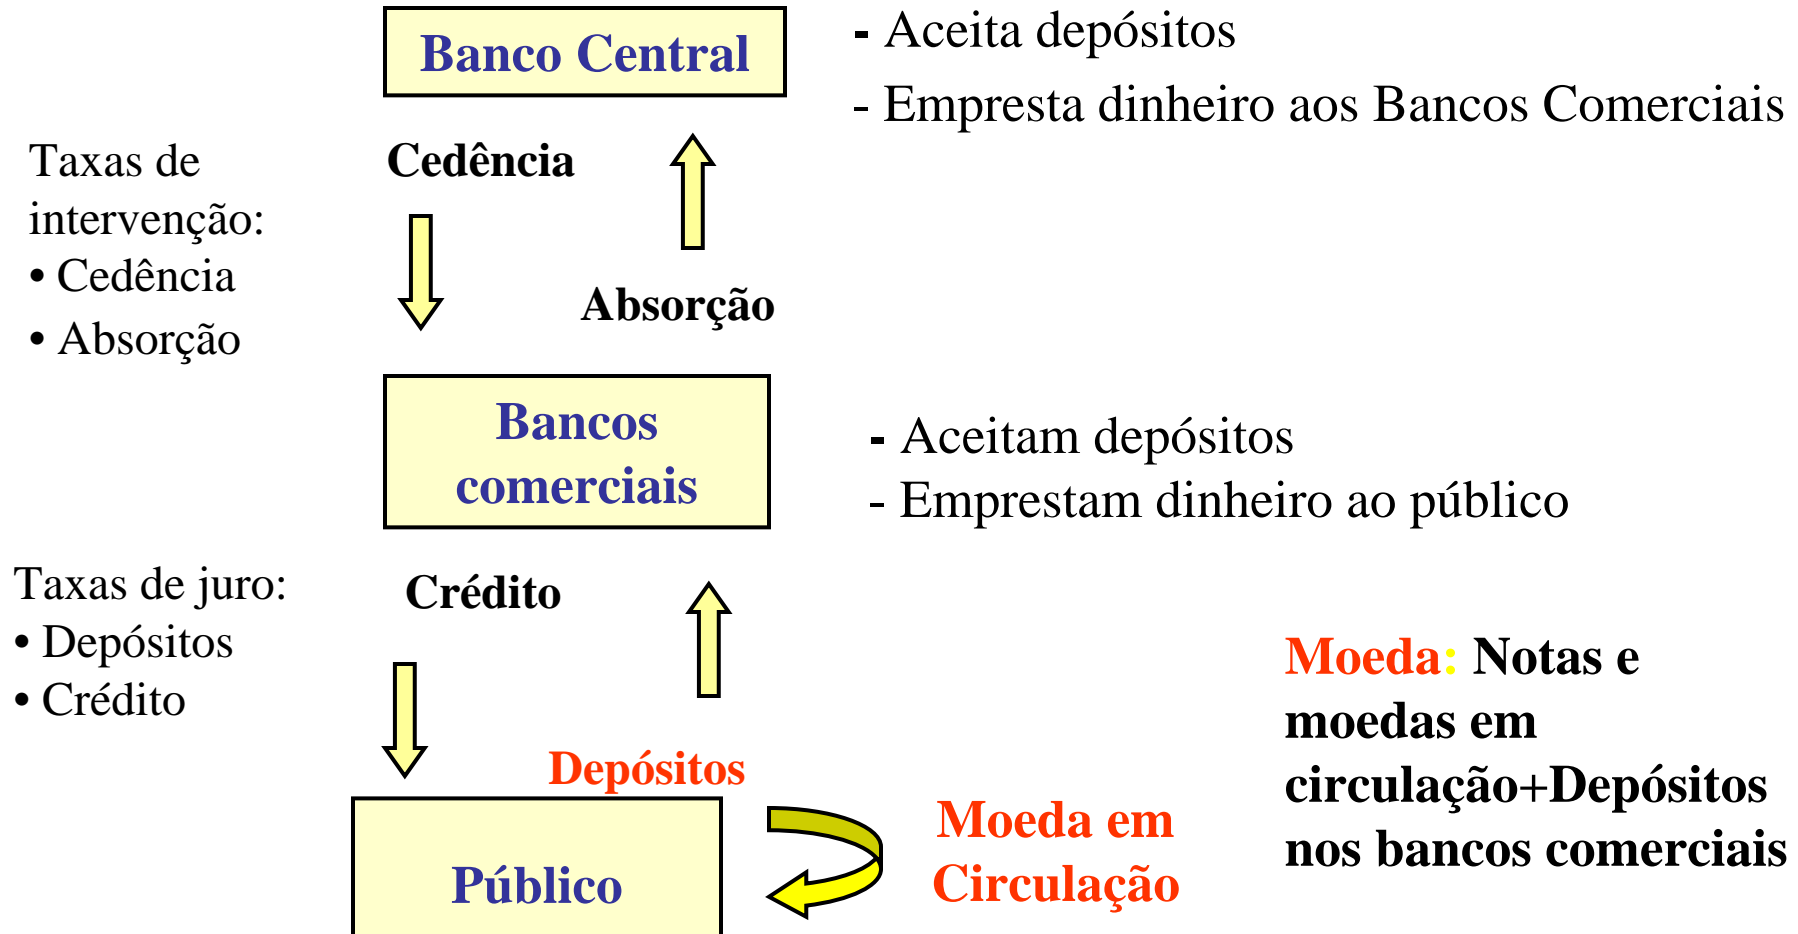 Banco Central
- Aceita depósitos
- Empresta dinheiro aos Bancos Comerciais
Taxas de
intervenção:
• Cedência
• Absorção
Cedência
Absorção
Bancos
comerciais
- Aceitam depósitos
- Emprestam dinheiro ao público
Taxas de juro:
• Depósitos
• Crédito
Crédito
Depósitos
Público
Moeda em
Circulação
Moeda: Notas e
moedas em
circulação+Depósitos
nos bancos comerciais